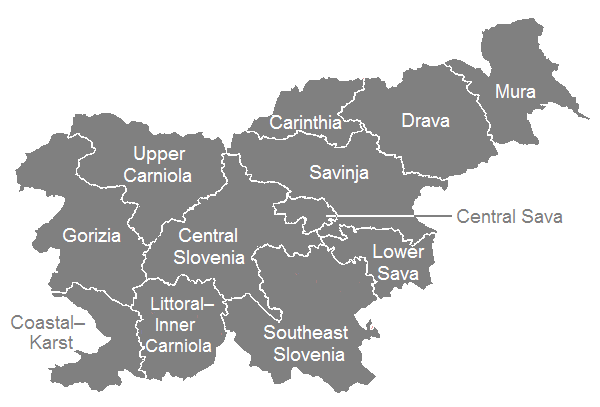 Mura
Drava
Carinthia
Upper
Carniola
Savinja
Central Sava
Gorizia
Central
Slovenia
Lower
Sava
Littoral–
Inner
Carniola
Coastal–
Karst
Southeast
Slovenia